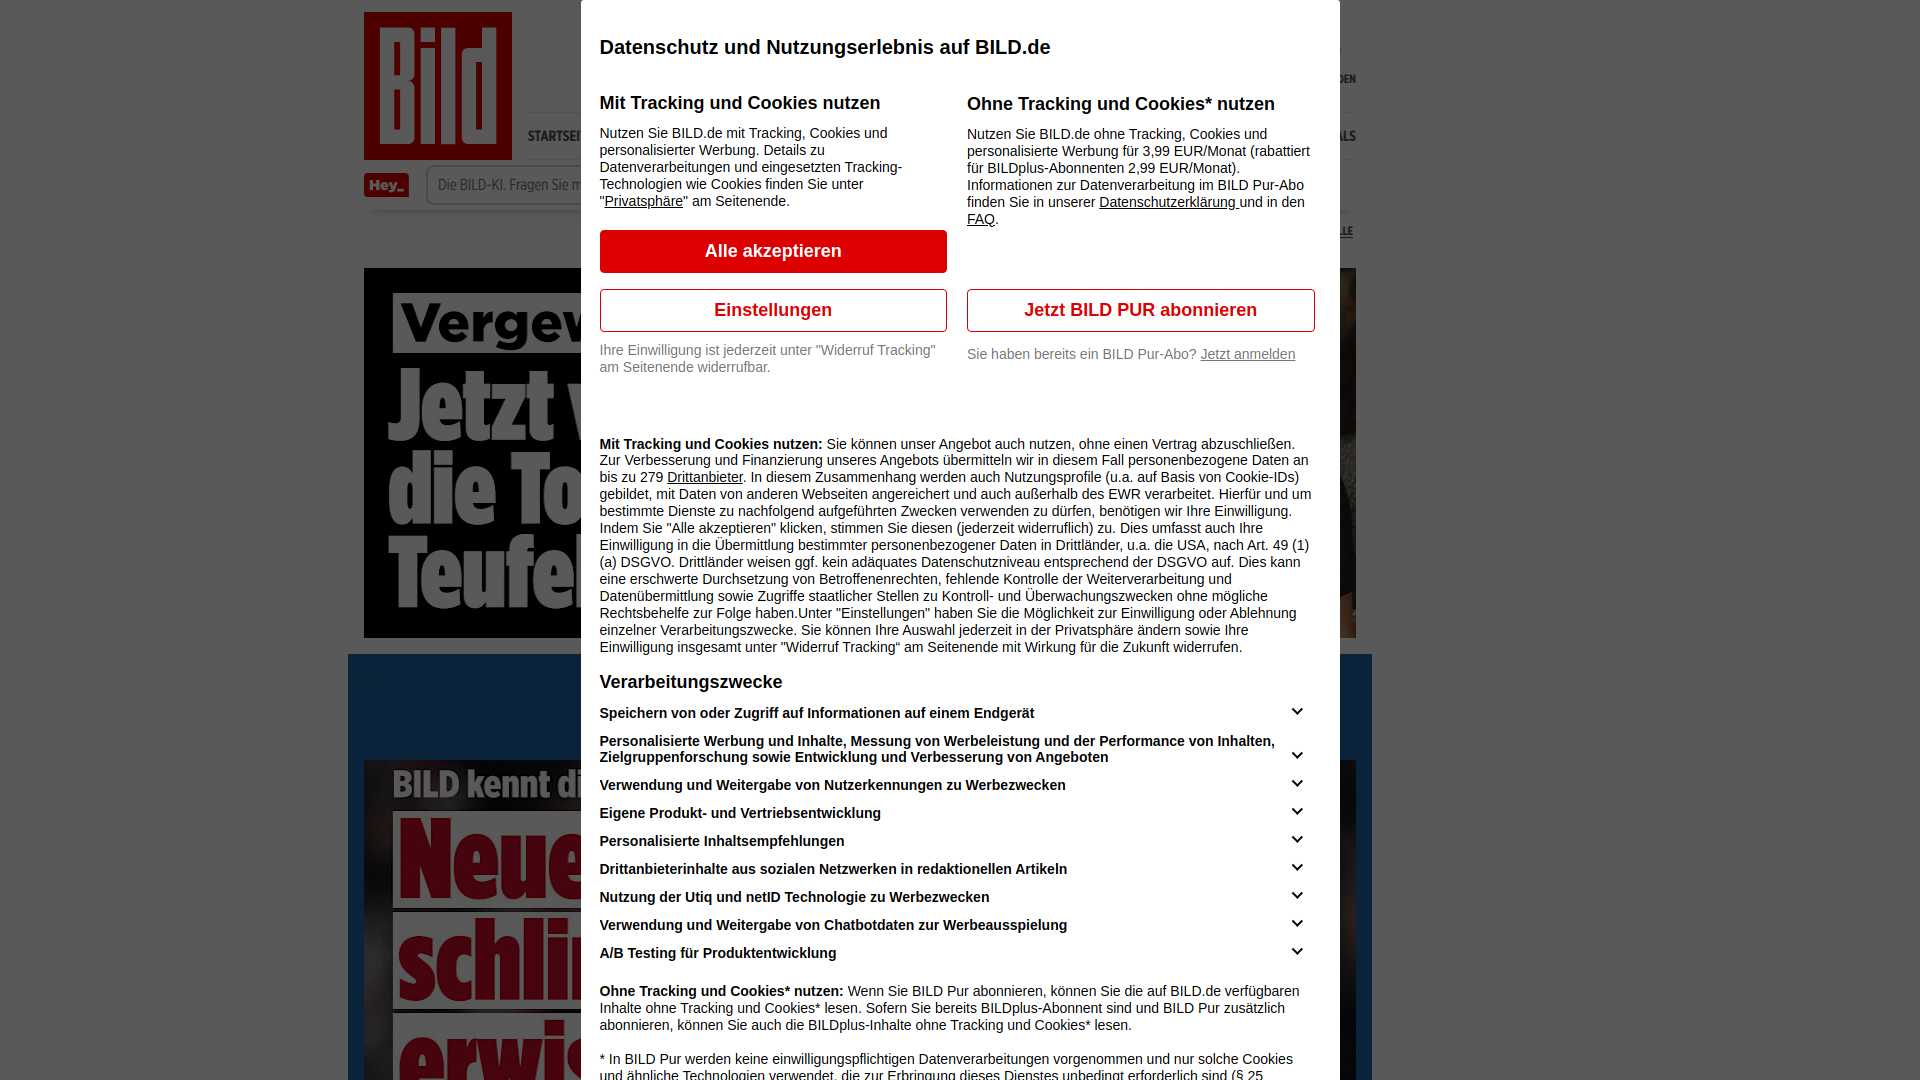 Bild
STARTSEI
ALS
Hey_
Die BILD-KI. Fragen Sie m
Vergew
Jetzt
die To
Teufel
BILD kennt di
Neue
schli
erwis
Datenschutz und Nutzungserlebnis auf BILD.de
Mit Tracking und Cookies nutzen
Nutzen Sie BILD.de mit Tracking, Cookies und
personalisierter Werbung. Details zu
Datenverarbeitungen und eingesetzten Tracking-
Technologien wie Cookies finden Sie unter
"Privatsphäre" am Seitenende.
Alle akzeptieren
Einstellungen
Ihre Einwilligung ist jederzeit unter "Widerruf Tracking"
am Seitenende widerrufbar.
Ohne Tracking und Cookies* nutzen
Nutzen Sie BILD.de ohne Tracking, Cookies und
personalisierte Werbung für 3,99 EUR/Monat (rabattiert
für BILDplus-Abonnenten 2,99 EUR/Monat).
Informationen zur Datenverarbeitung im BILD Pur-Abo
finden Sie in unserer Datenschutzerklärung und in den
FAQ.
Jetzt BILD PUR abonnieren
Sie haben bereits ein BILD Pur-Abo? Jetzt anmelden
Mit Tracking und Cookies nutzen: Sie können unser Angebot auch nutzen, ohne einen Vertrag abzuschließen.
Zur Verbesserung und Finanzierung unseres Angebots übermitteln wir in diesem Fall personenbezogene Daten an
bis zu 279 Drittanbieter. In diesem Zusammenhang werden auch Nutzungsprofile (u.a. auf Basis von Cookie-IDs)
gebildet, mit Daten von anderen Webseiten angereichert und auch außerhalb des EWR verarbeitet. Hierfür und um
bestimmte Dienste zu nachfolgend aufgeführten Zwecken verwenden zu dürfen, benötigen wir Ihre Einwilligung.
Indem Sie "Alle akzeptieren" klicken, stimmen Sie diesen (jederzeit widerruflich) zu. Dies umfasst auch Ihre
Einwilligung in die Übermittlung bestimmter personenbezogener Daten in Drittländer, u.a. die USA, nach Art. 49 (1)
(a) DSGVO. Drittländer weisen ggf. kein adäquates Datenschutzniveau entsprechend der DSGVO auf. Dies kann
eine erschwerte Durchsetzung von Betroffenenrechten, fehlende Kontrolle der Weiterverarbeitung und
Datenübermittlung sowie Zugriffe staatlicher Stellen zu Kontroll- und Überwachungszwecken ohne mögliche
Rechtsbehelfe zur Folge haben.Unter "Einstellungen" haben Sie die Möglichkeit zur Einwilligung oder Ablehnung
einzelner Verarbeitungszwecke. Sie können Ihre Auswahl jederzeit in der Privatsphäre ändern sowie Ihre
Einwilligung insgesamt unter "Widerruf Tracking“ am Seitenende mit Wirkung für die Zukunft widerrufen.
Verarbeitungszwecke
Speichern von oder Zugriff auf Informationen auf einem Endgerät
Personalisierte Werbung und Inhalte, Messung von Werbeleistung und der Performance von Inhalten,
Zielgruppenforschung sowie Entwicklung und Verbesserung von Angeboten
Verwendung und Weitergabe von Nutzerkennungen zu Werbezwecken
Eigene Produkt- und Vertriebsentwicklung
Personalisierte Inhaltsempfehlungen
Drittanbieterinhalte aus sozialen Netzwerken in redaktionellen Artikeln
Nutzung der Utiq und netID Technologie zu Werbezwecken
Verwendung und Weitergabe von Chatbotdaten zur Werbeausspielung
A/B Testing für Produktentwicklung
Ohne Tracking und Cookies* nutzen: Wenn Sie BILD Pur abonnieren, können Sie die auf BILD.de verfügbaren
Inhalte ohne Tracking und Cookies* lesen. Sofern Sie bereits BILDplus-Abonnent sind und BILD Pur zusätzlich
abonnieren, können Sie auch die BILDplus-Inhalte ohne Tracking und Cookies* lesen.
* In BILD Pur werden keine einwilligungspflichtigen Datenverarbeitungen vorgenommen und nur solche Cookies
und ähnliche Technologien verwendet, die zur Erbringung dieses Dienstes unbedingt erforderlich sind (§ 25